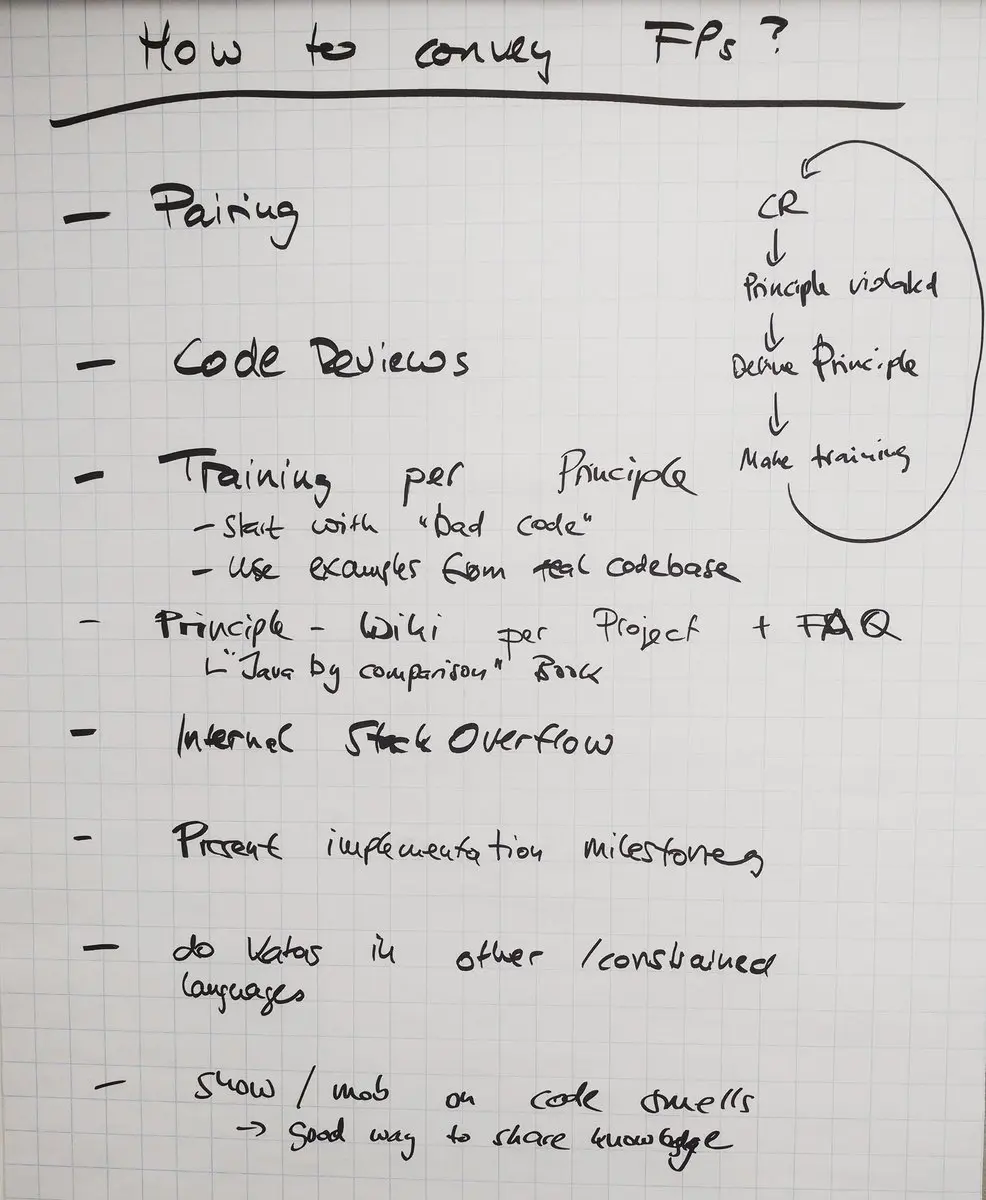 How to convey FPs?
- Pairing
- Code Reviews
- Training per Principle
- Start with "bad code"
- Use examples from real codebase
- Principle - Wiki per Project + FAQ
"Java by comparison" Book
- Internal Stack Overflow
- Present implementation milestones
- do Katas in other / constrained
languages
- Show / mob on code smells
→ good way to share knowledge
CR
↓
Principle violated
↓
Define Principle
↓
Make training